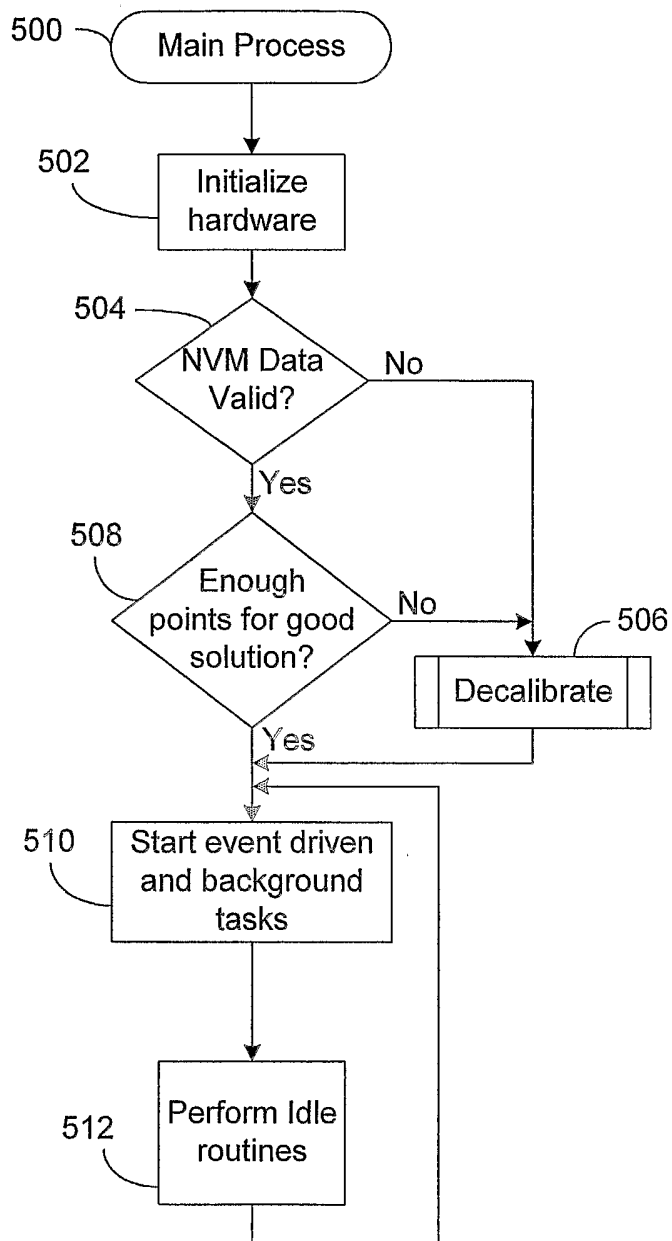 500
Main Process
502
Initialize
hardware
504
NVM Data
Valid?
No
Yes
508
Enough
points for good
solution?
No
506
Decalibrate
Yes
510
Start event driven
and background
tasks
512
Perform Idle
routines